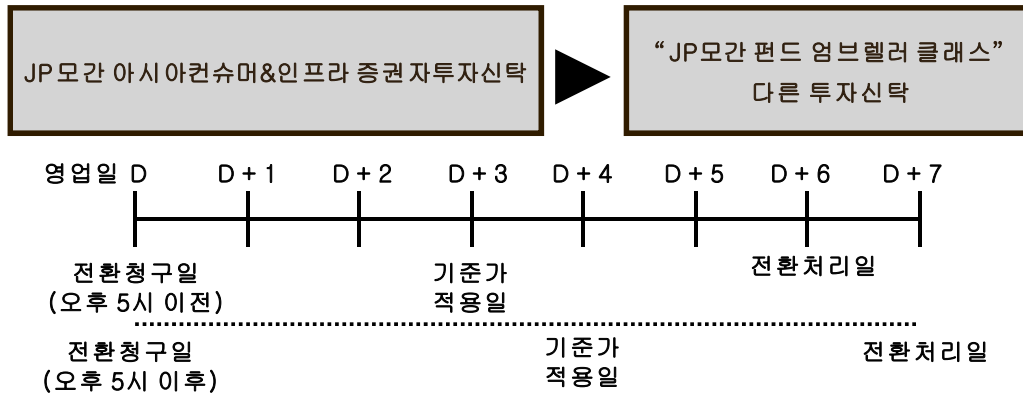 JP모간 아시아컨슈머&인프라 증권자투자신탁
“JP모간 펀드 엄브렐러 클래스”
다른 투자신탁
영업일 D D + 1 D + 2 D + 3 D + 4 D + 5 D + 6 D + 7
전환청구일 기준가 전환처리일
(오후 5시 이전) 적용일
전환청구일 기준가 전환처리일
(오후 5시 이후) 적용일